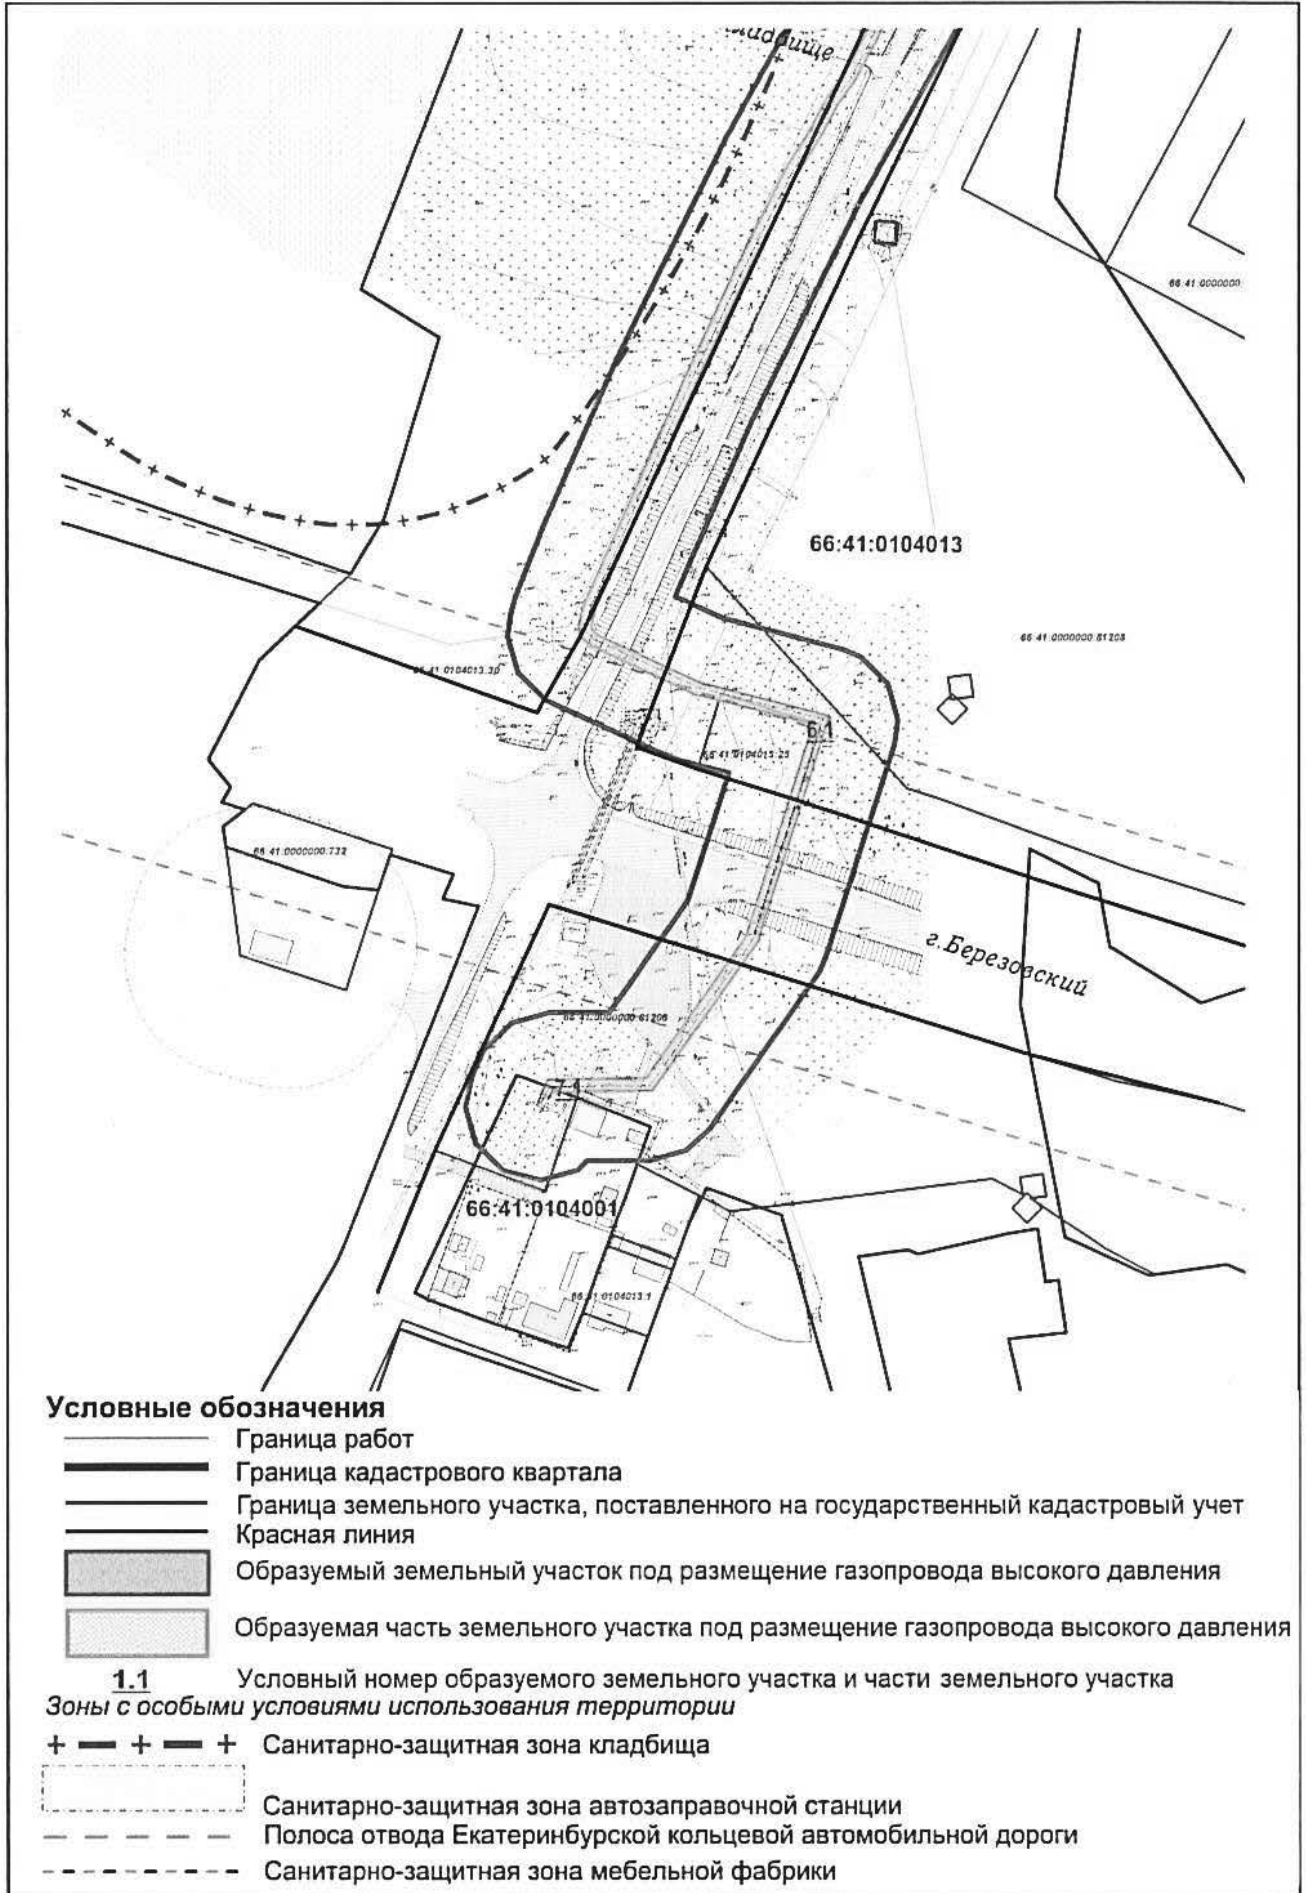 66:41:0000000
66:41:0104013
66:41:0000000:61208
66:41:0104013:30
6.1
66:41:0104013:25
66:41:0000000:732
г.Березовский
66:41:0000000:61208
7.1
66:41:0104001
66:41:0104013:1
Условные обозначения
Граница работ
Граница кадастрового квартала
Граница земельного участка, поставленного на государственный кадастровый учет
Красная линия
Образуемый земельный участок под размещение газопровода высокого давления
Образуемая часть земельного участка под размещение газопровода высокого давления
1.1 Условный номер образуемого земельного участка и части земельного участка
Зоны с особыми условиями использования территории
Санитарно-защитная зона кладбища
Санитарно-защитная зона автозаправочной станции
Полоса отвода Екатеринбургской кольцевой автомобильной дороги
Санитарно-защитная зона мебельной фабрики